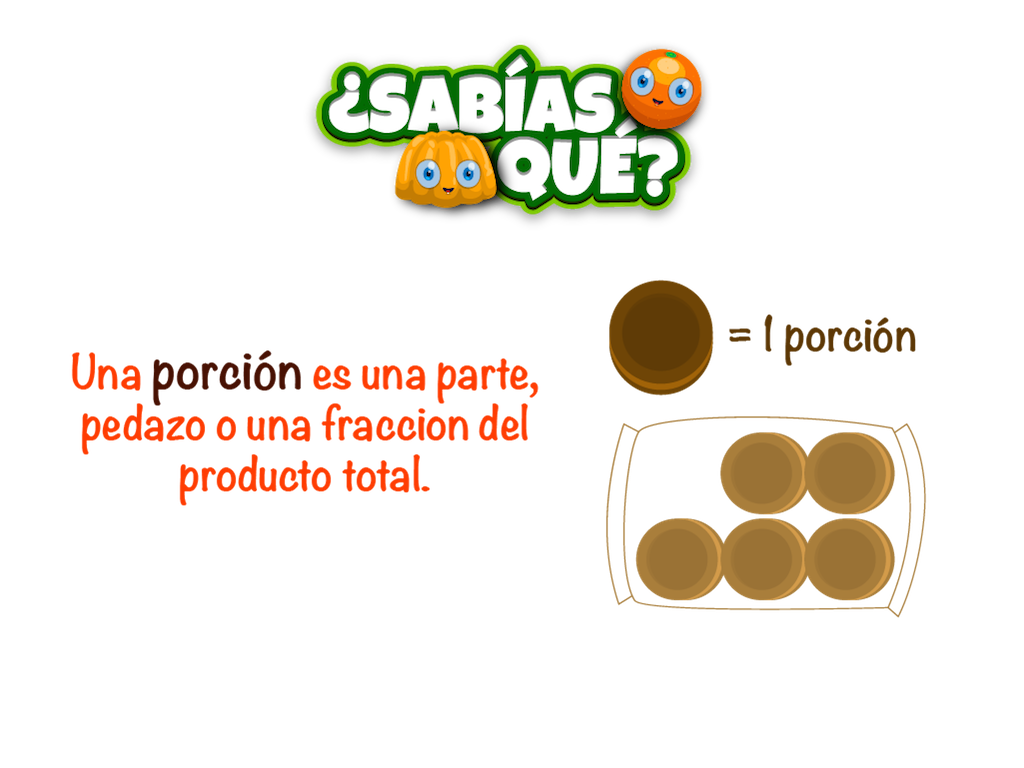 ¿SABÍAS
QUÉ?
= 1 porción
Una porción es una parte,
pedazo o una fraccion del
producto total.